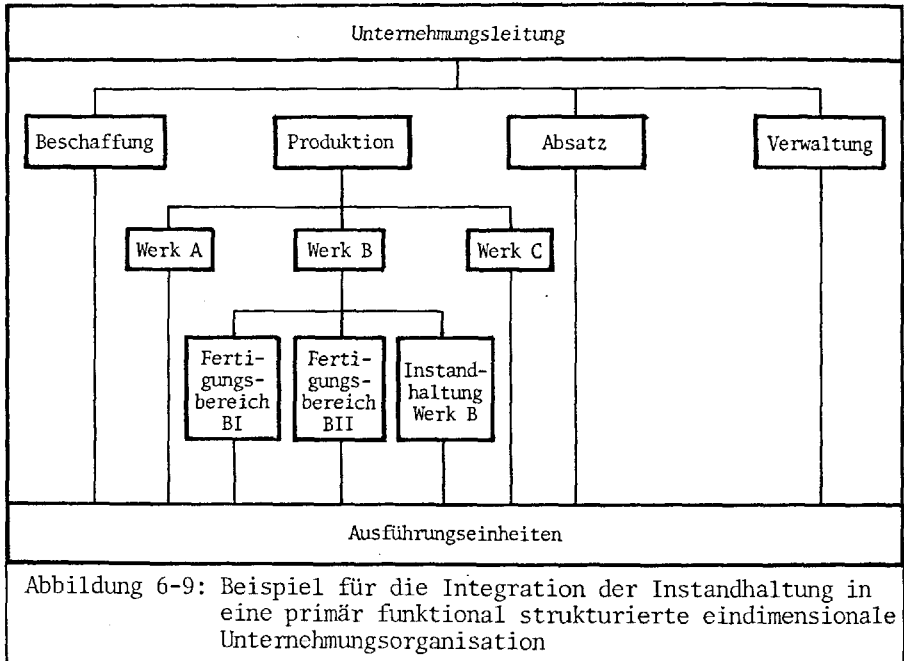 Unternehmungsleitung
Beschaffung
Produktion
Absatz
Verwaltung
Werk A
Werk B
Werk C
Ferti-
gungs-
bereich
BI
Ferti-
gungs-
bereich
BII
Instand-
haltung
Werk B
Ausführungseinheiten
Abbildung 6-9: Beispiel für die Integration der Instandhaltung in
eine primär funktional strukturierte eindimensionale
Unternehmungsorganisation